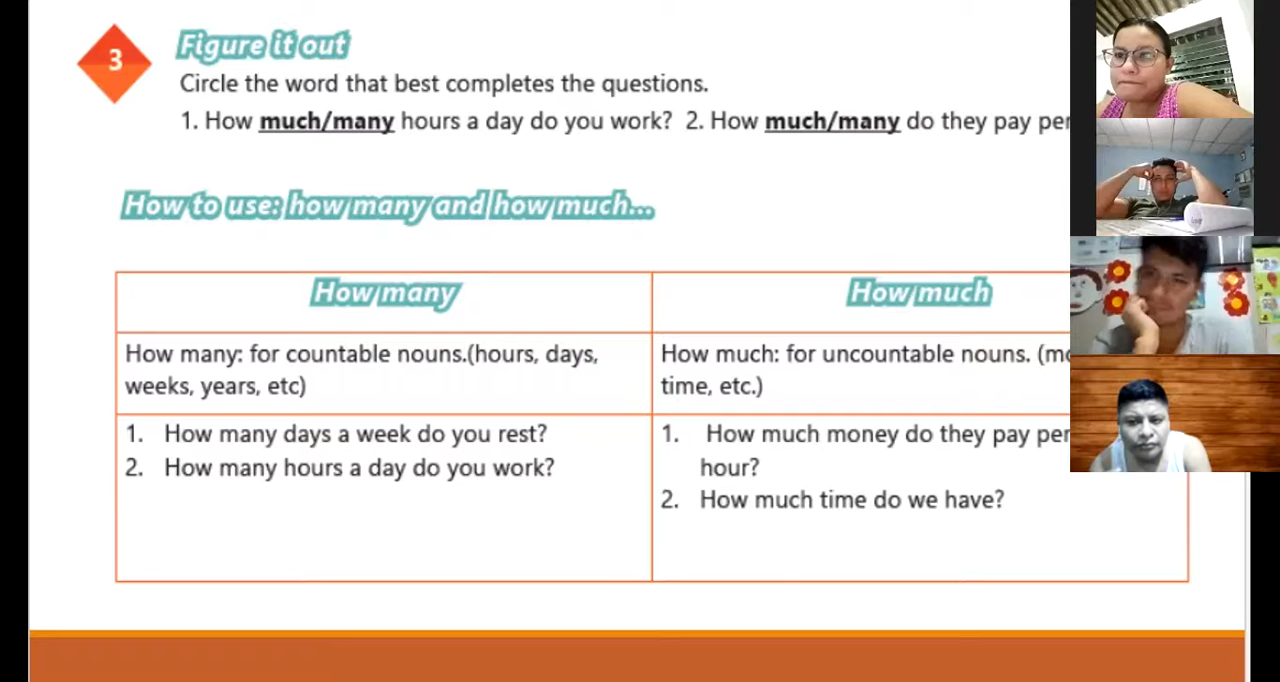 3
Figure it out
Circle the word that best completes the questions.
1. How much/many hours a day do you work? 2. How much/many do they pay per
How to use: how many and how much...
How many
How much
How many: for countable nouns.(hours, days,
weeks, years, etc)
How much: for uncountable nouns. (
time, etc.)
1. How many days a week do you rest?
2. How many hours a day do you work?
1. How much money do they pay per
hour?
2. How much time do we have?